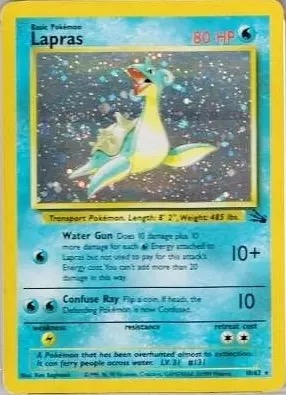 Basic Pokémon
Lapras
80 HP
Transport Pokémon. Length: 8' 2", Weight: 485 lbs.
Water Gun Does 10 damage plus 10
more damage for each Energy attached to
Lapras but not used to pay for this attack's
Energy cost. You can't add more than 20
damage in this way.
10+
Confuse Ray Flip a coin. If heads, the
Defending Pokémon is now Confused.
10
weakness
resistance
retreat cost
A Pokémon that has been overhunted almost to extinction.
It can ferry people across water. LV. 31 #131
10/62